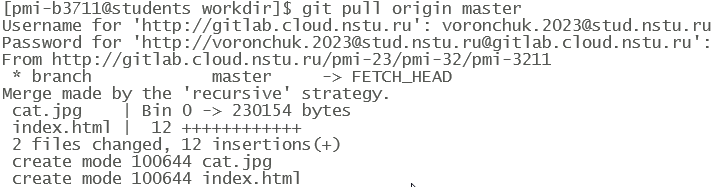 [pmi-b3711@students workdir]$ git pull origin master
Username for 'http://gitlab.cloud.nstu.ru': voronchuk.2023@stud.nstu.ru
Password for 'http://voronchuk.2023@stud.nstu.ru@gitlab.cloud.nstu.ru':
From http://gitlab.cloud.nstu.ru/pmi-23/pmi-32/pmi-3211
 * branch            master     -> FETCH_HEAD
Merge made by the 'recursive' strategy.
 cat.jpg    | Bin 0 -> 230154 bytes
 index.html |  12 ++++++++++++
 2 files changed, 12 insertions(+)
 create mode 100644 cat.jpg
 create mode 100644 index.html